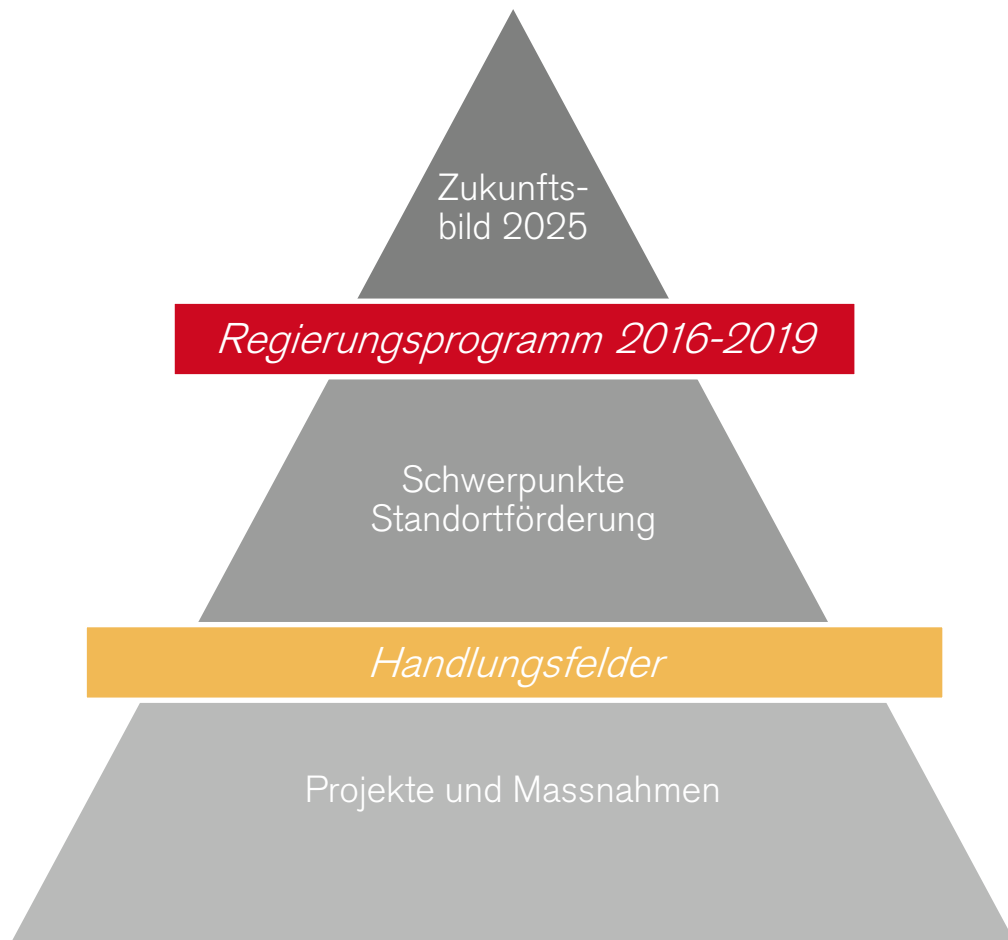 Zukunfts-
bild 2025
Regierungsprogramm 2016-2019
Schwerpunkte
Standortförderung
Handlungsfelder
Projekte und Massnahmen